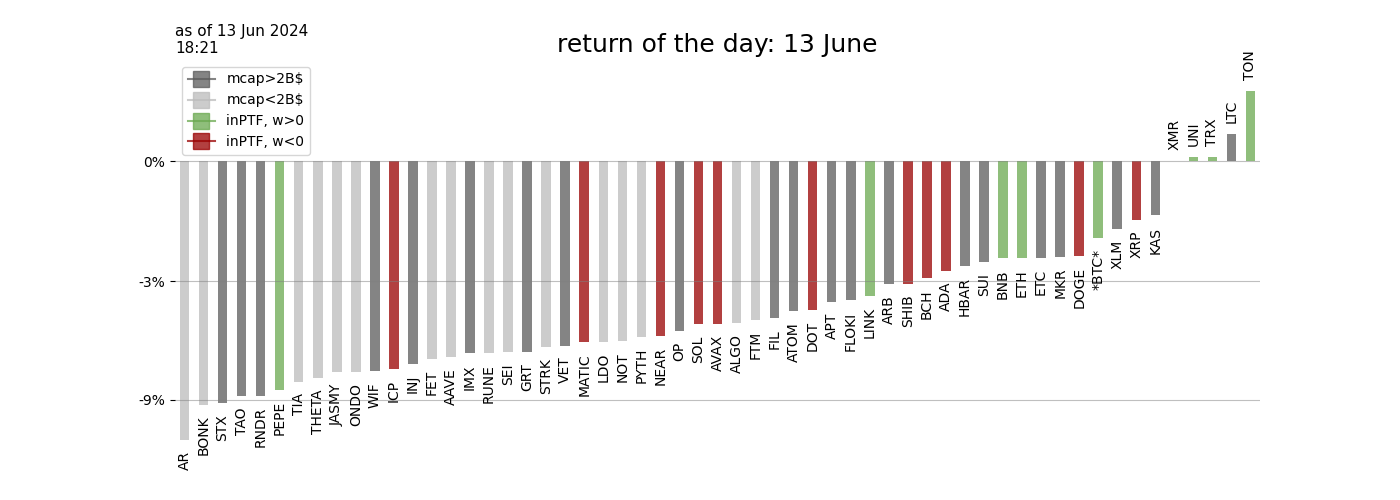 as of 13 Jun 2024
18:21
return of the day: 13 June
mcap>2B$
mcap<2B$
inPTF, w>0
inPTF, w<0
0%
-3%
-9%
AR
BONK
STX
TAO
RNDR
PEPE
TIA
THETA
JASMY
ONDO
WIF
ICP
INJ
FET
AAVE
IMX
RUNE
SEI
GRT
STRK
VET
MATIC
LDO
NOT
PYTH
NEAR
OP
SOL
AVAX
ALGO
FTM
FIL
ATOM
DOT
APT
FLOKI
LINK
ARB
SHIB
BCH
ADA
HBAR
SUI
BNB
ETH
ETC
MKR
DOGE
*BTC*
XLM
XRP
KAS
XMR
UNI
TRX
LTC
TON